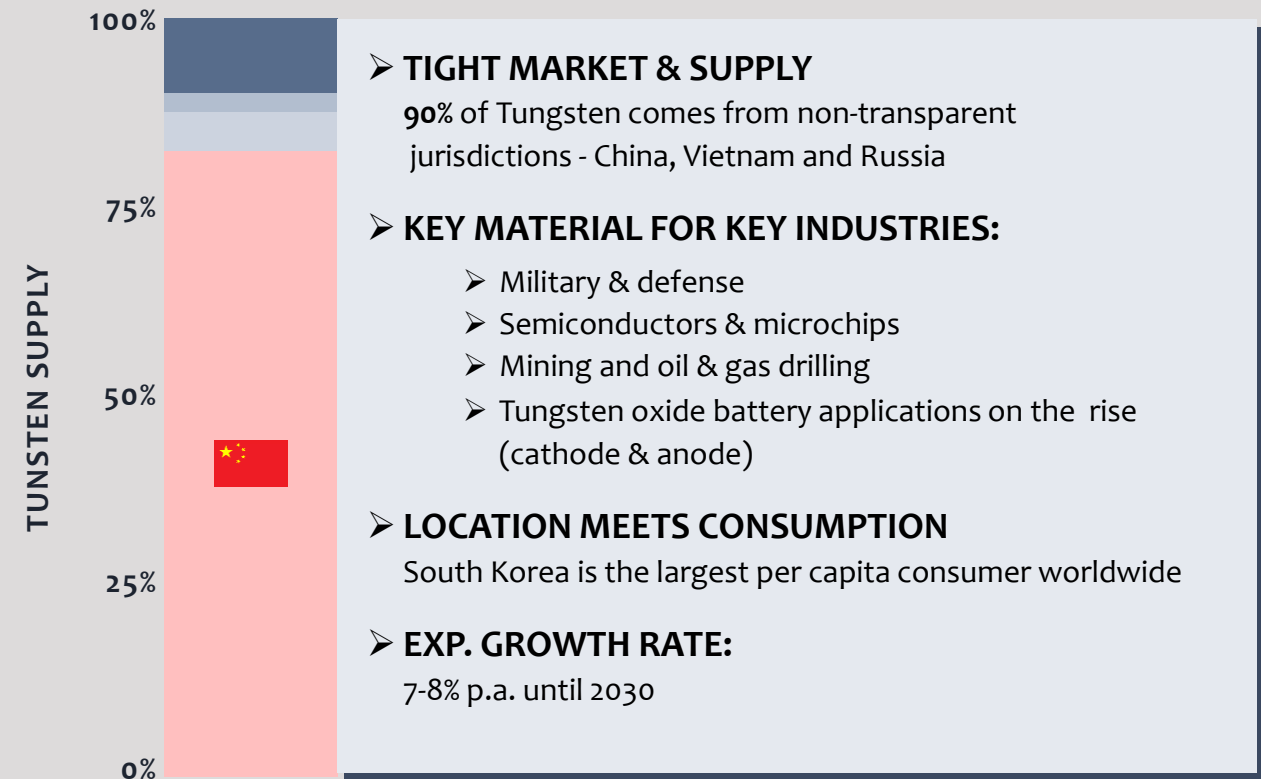 TUNSTEN SUPPLY
100%
75%
50%
25%
0%
➢ TIGHT MARKET & SUPPLY
90% of Tungsten comes from non-transparent
jurisdictions - China, Vietnam and Russia
➢ KEY MATERIAL FOR KEY INDUSTRIES:
➢ Military & defense
➢ Semiconductors & microchips
➢ Mining and oil & gas drilling
➢ Tungsten oxide battery applications on the rise
(cathode & anode)
➢ LOCATION MEETS CONSUMPTION
South Korea is the largest per capita consumer worldwide
➢ EXP. GROWTH RATE:
7-8% p.a. until 2030